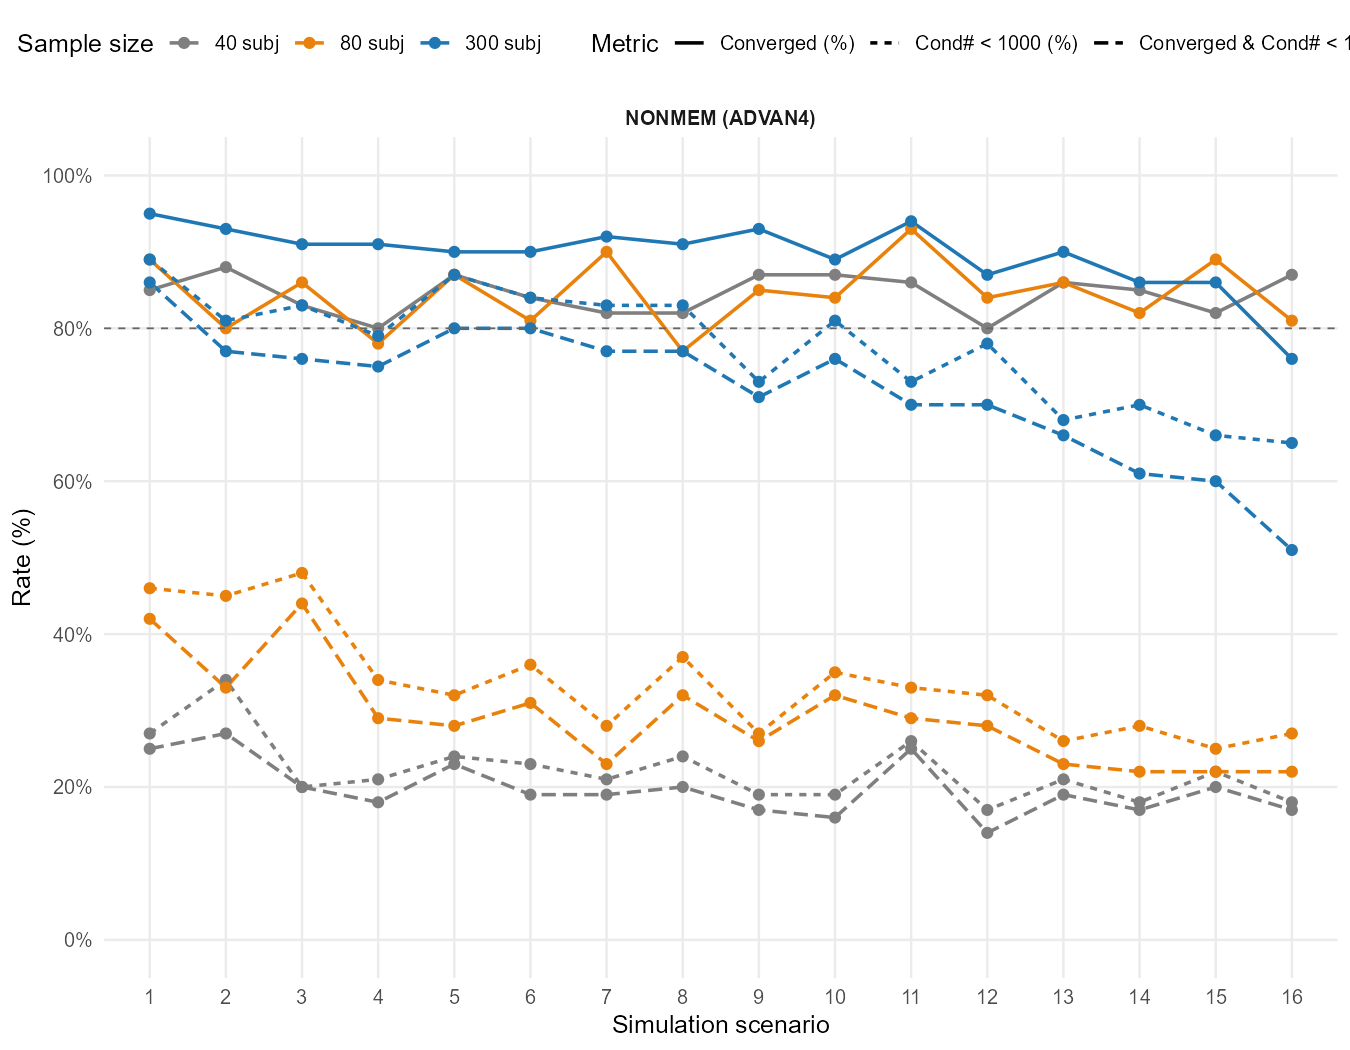 Sample size 40 subj 80 subj 300 subj Metric Converged (%) Cond# < 1000 (%) Converged & Cond# < 1
NONMEM (ADVAN4)
100%
80%
60%
40%
20%
0%
Rate (%)
1 2 3 4 5 6 7 8 9 10 11 12 13 14 15 16
Simulation scenario